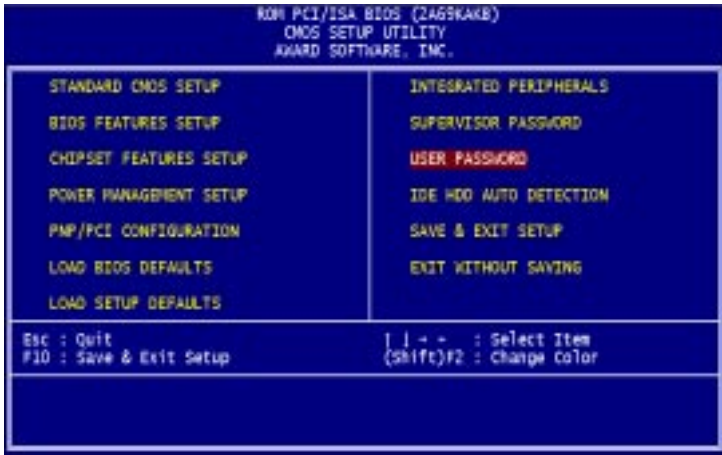 ROM PCI/ISA BIOS (2A69KAKB)
CMOS SETUP UTILITY
AWARD SOFTWARE, INC.
STANDARD CMOS SETUP
BIOS FEATURES SETUP
CHIPSET FEATURES SETUP
POWER MANAGEMENT SETUP
PNP/PCI CONFIGURATION
LOAD BIOS DEFAULTS
LOAD SETUP DEFAULTS
INTEGRATED PERIPHERALS
SUPERVISOR PASSWORD
USER PASSWORD
IDE HDD AUTO DETECTION
SAVE & EXIT SETUP
EXIT WITHOUT SAVING
Esc : Quit
F10 : Save & Exit Setup
↑ ↓ → ← : Select Item
(Shift)F2 : Change Color